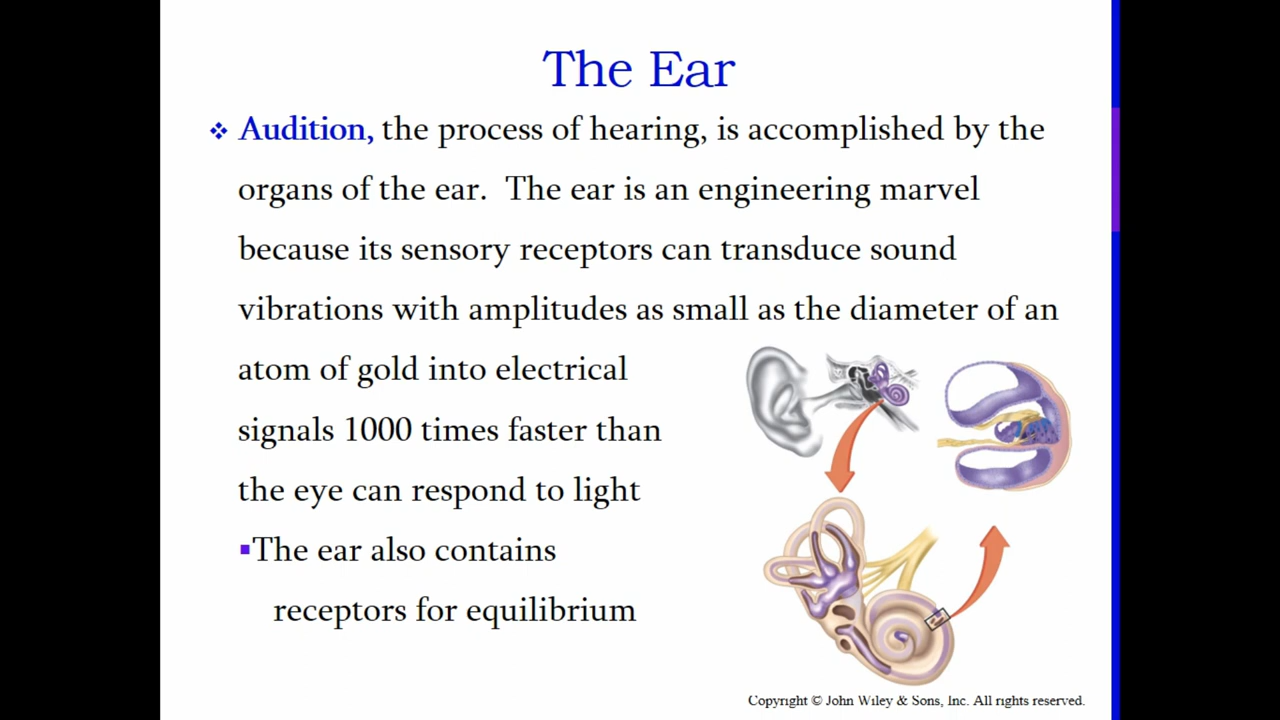 The Ear
❖ Audition, the process of hearing, is accomplished by the
organs of the ear. The ear is an engineering marvel
because its sensory receptors can transduce sound
vibrations with amplitudes as small as the diameter of an
atom of gold into electrical
signals 1000 times faster than
the eye can respond to light
▪The ear also contains
receptors for equilibrium
Copyright © John Wiley & Sons, Inc. All rights reserved.